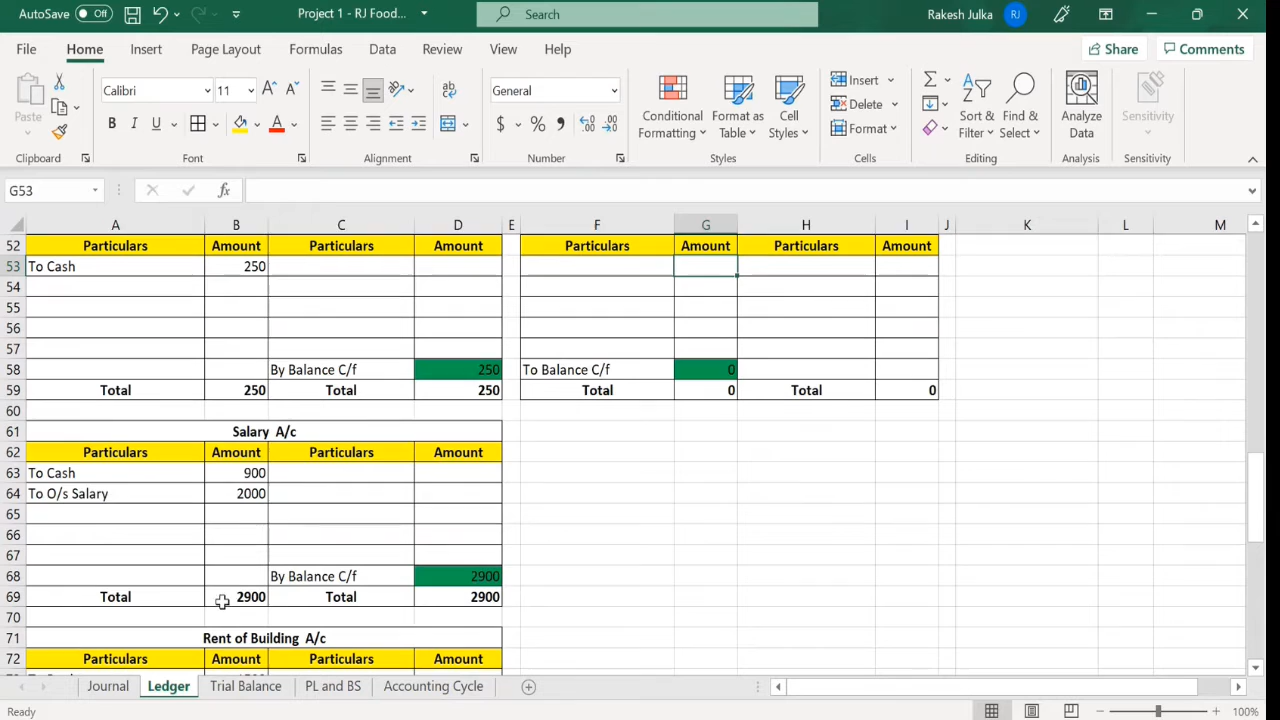 AutoSave Off Project 1 - RJ Food... Search Rakesh Julka RJ
File Home Insert Page Layout Formulas Data Review View Help Share Comments
Paste Calibri 11 A A ab General Conditional Formatting Format as Table Cell Styles Insert Delete Format Sort & Filter Find & Select Analyze Data Sensitivity
B I U A $ % , .00
Clipboard Font Alignment Number Styles Cells Editing Analysis Sensitivity
G53 fx
A B C D E F G H I J K L M
52 Particulars Amount Particulars Amount Particulars Amount Particulars Amount
53 To Cash 250
54
55
56
57
58 By Balance C/f 250 To Balance C/f 0
59 Total 250 Total 250 Total 0 Total 0
60
61 Salary A/c
62 Particulars Amount Particulars Amount
63 To Cash 900
64 To O/s Salary 2000
65
66
67
68 By Balance C/f 2900
69 Total 2900 Total 2900
70
71 Rent of Building A/c
72 Particulars Amount Particulars Amount
Journal Ledger Trial Balance PL and BS Accounting Cycle
Ready 100%